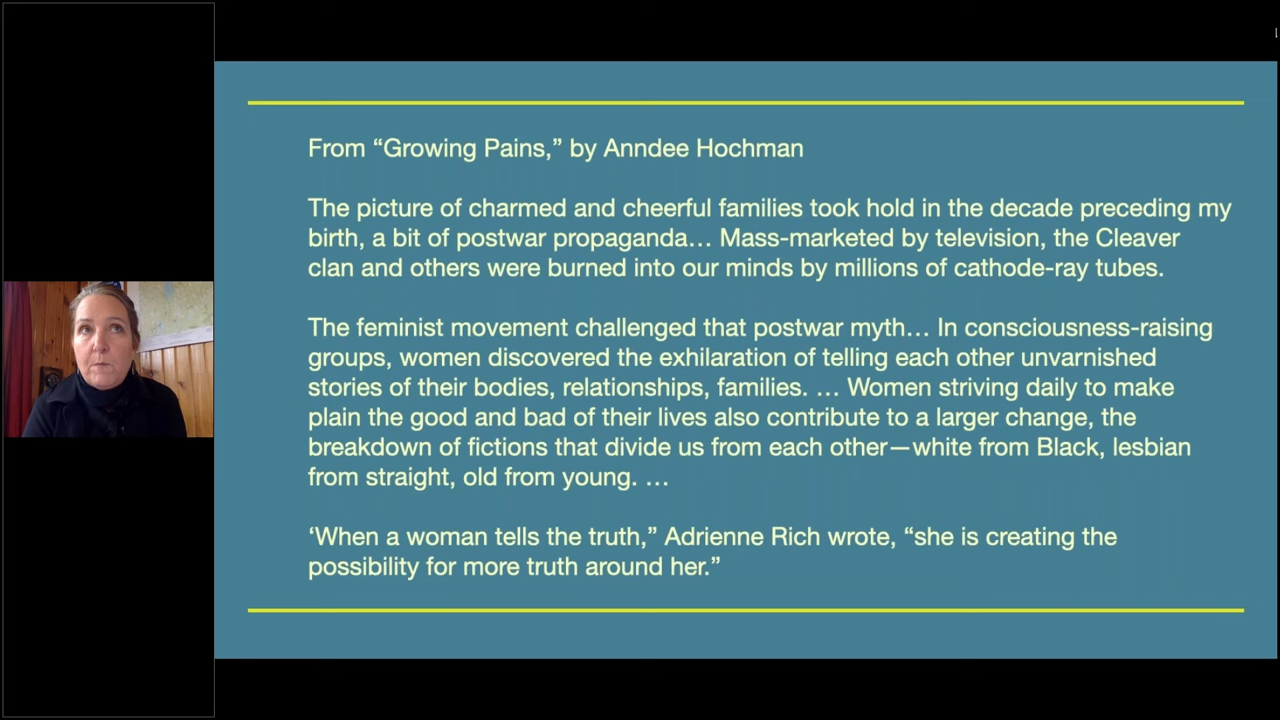 From “Growing Pains,” by Anndee Hochman
The picture of charmed and cheerful families took hold in the decade preceding my
birth, a bit of postwar propaganda… Mass-marketed by television, the Cleaver
clan and others were burned into our minds by millions of cathode-ray tubes.
The feminist movement challenged that postwar myth… In consciousness-raising
groups, women discovered the exhilaration of telling each other unvarnished
stories of their bodies, relationships, families. … Women striving daily to make
plain the good and bad of their lives also contribute to a larger change, the
breakdown of fictions that divide us from each other—white from Black, lesbian
from straight, old from young. …
‘When a woman tells the truth,” Adrienne Rich wrote, “she is creating the
possibility for more truth around her.”